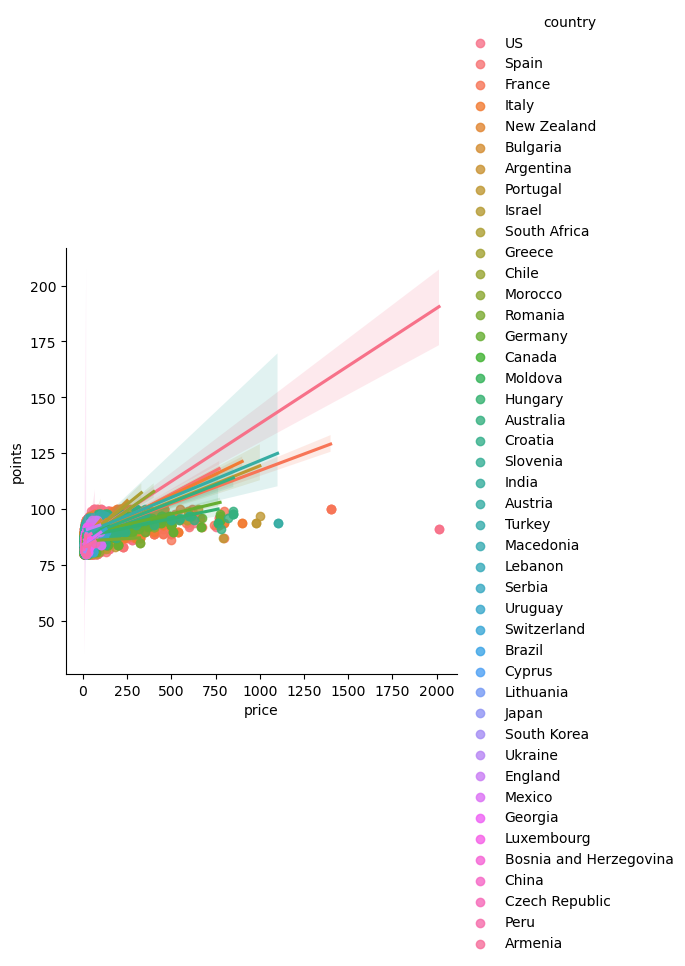 country
US
Spain
France
Italy
New Zealand
Bulgaria
Argentina
Portugal
Israel
South Africa
Greece
Chile
Morocco
Romania
Germany
Canada
Moldova
Hungary
Australia
Croatia
Slovenia
India
Austria
Turkey
Macedonia
Lebanon
Serbia
Uruguay
Switzerland
Brazil
Cyprus
Lithuania
Japan
South Korea
Ukraine
England
Mexico
Georgia
Luxembourg
Bosnia and Herzegovina
China
Czech Republic
Peru
Armenia
200
175
150
125
100
75
50
points
0 250 500 750 1000 1250 1500 1750 2000
price